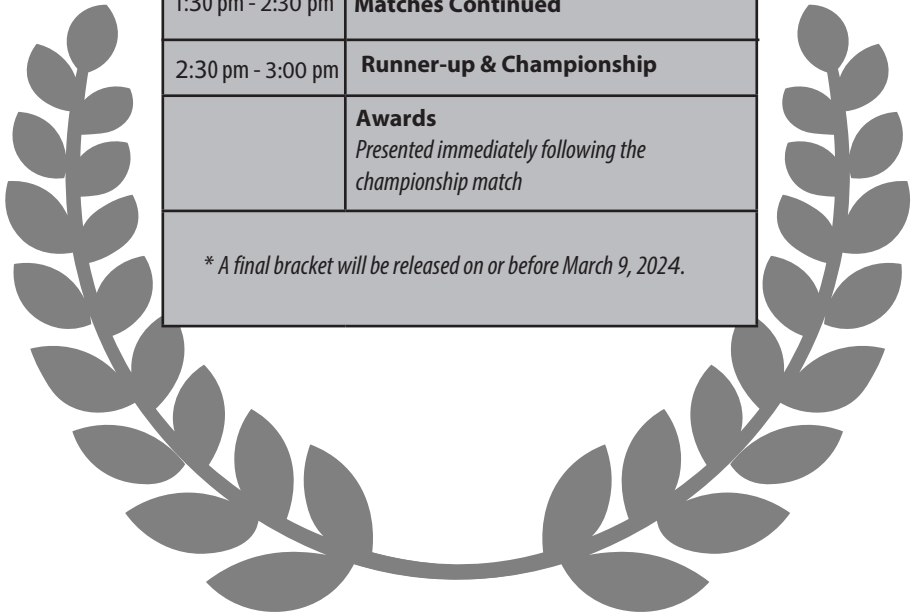 1:30 pm - 2:30 pm Matches Continued
2:30 pm - 3:00 pm Runner-up & Championship
Awards
Presented immediately following the
championship match
* A final bracket will be released on or before March 9, 2024.